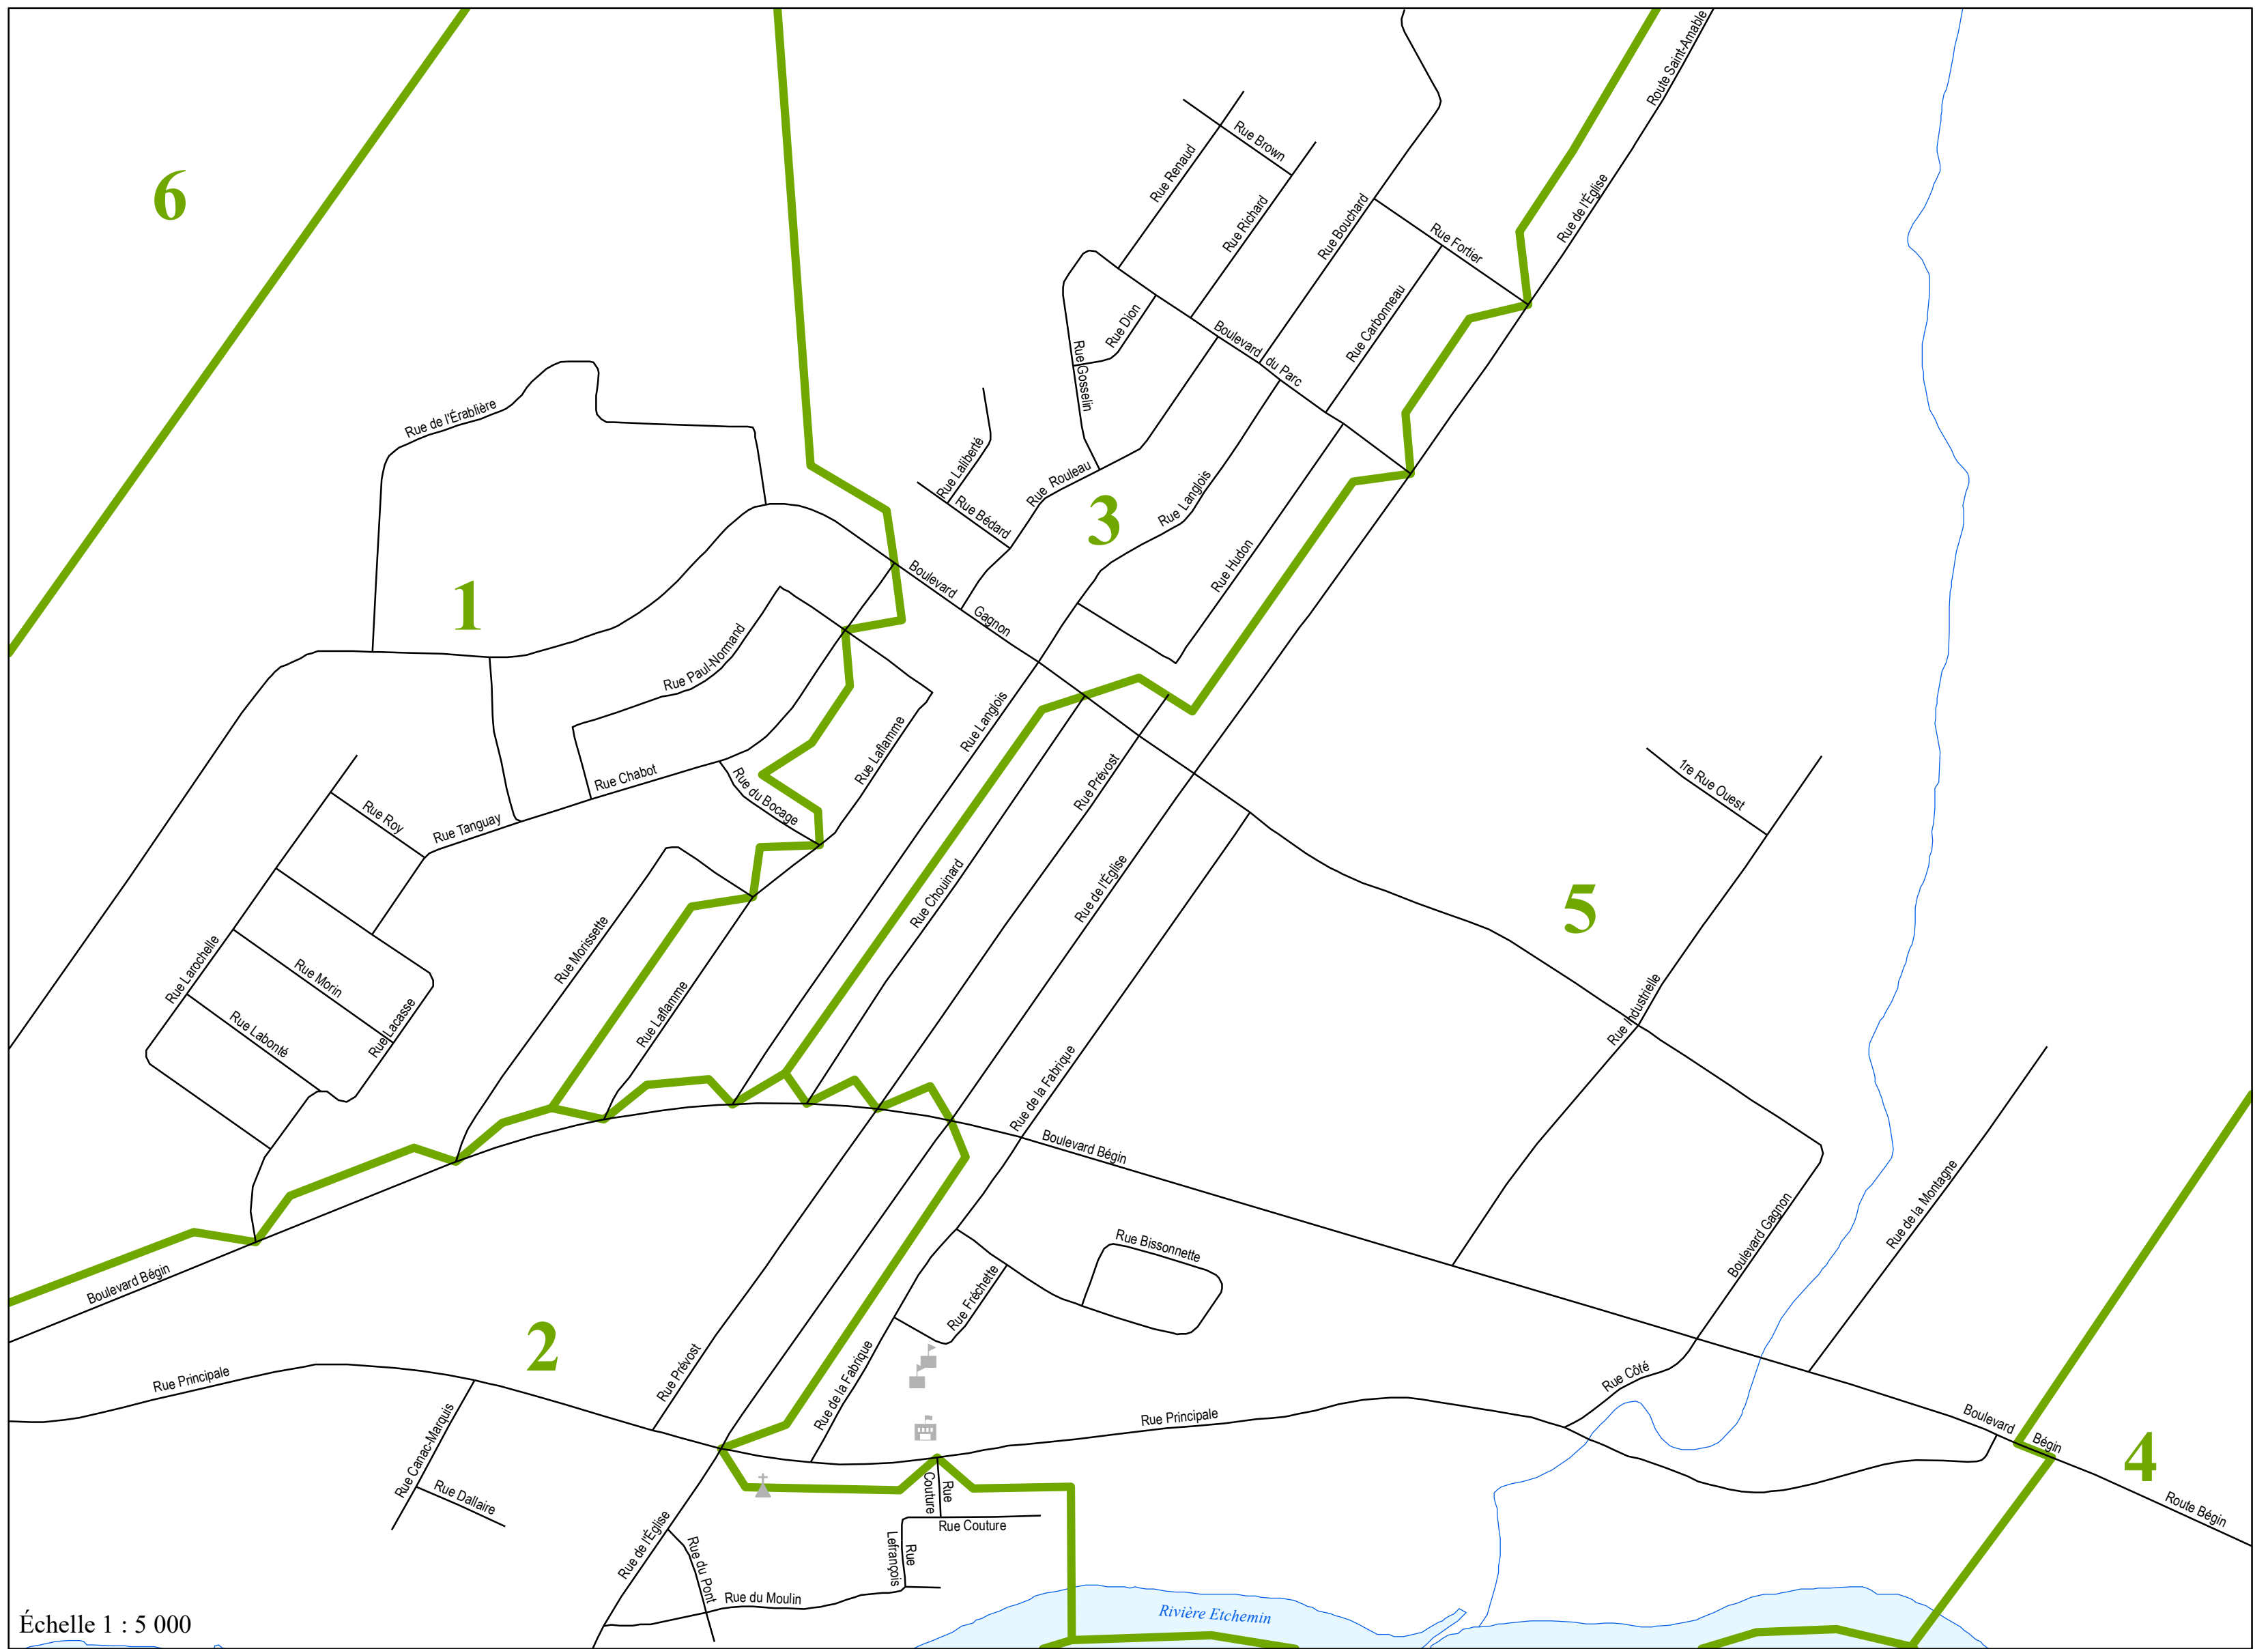 Route Saint-Amable
Rue Brown
Rue Renaud
6
Rue Richard
Rue Bouchard
Rue de l'Église
Rue Fortier
Rue Carbonneau
Rue Dion
Boulevard du Parc
Rue Gosselin
Rue de l'Érablière
Rue Laliberté
Rue Rouleau
Rue Bédard
3
Rue Langlois
Rue Hudon
1
Boulevard
Gagnon
Rue Paul-Normand
Rue Langlois
Rue Laflamme
Rue Chabot
Rue du Bocage
Rue Prévost
1re Rue Ouest
Rue Roy
Rue Tanguay
Rue Chouinard
Rue de l'Église
5
Rue Morissette
Rue Larochelle
Rue Morin
Rue Labonté
Rue Lacasse
Rue Laflamme
Rue Industrielle
Rue de la Fabrique
Boulevard Bégin
Rue de la Montagne
Boulevard Gagnon
Rue Bissonnette
Boulevard Bégin
Rue Fréchette
2
Rue Principale
Rue Prévost
Rue de la Fabrique
Rue Côté
Rue Principale
Boulevard
Bégin
4
Rue Canac-Marquis
Rue Dallaire
Rue
Couture
Route Bégin
Rue Couture
Rue de l'Église
Rue du Pont
Rue
Lefrançois
Rue du Moulin
Rivière Etchemin
Échelle 1 : 5 000